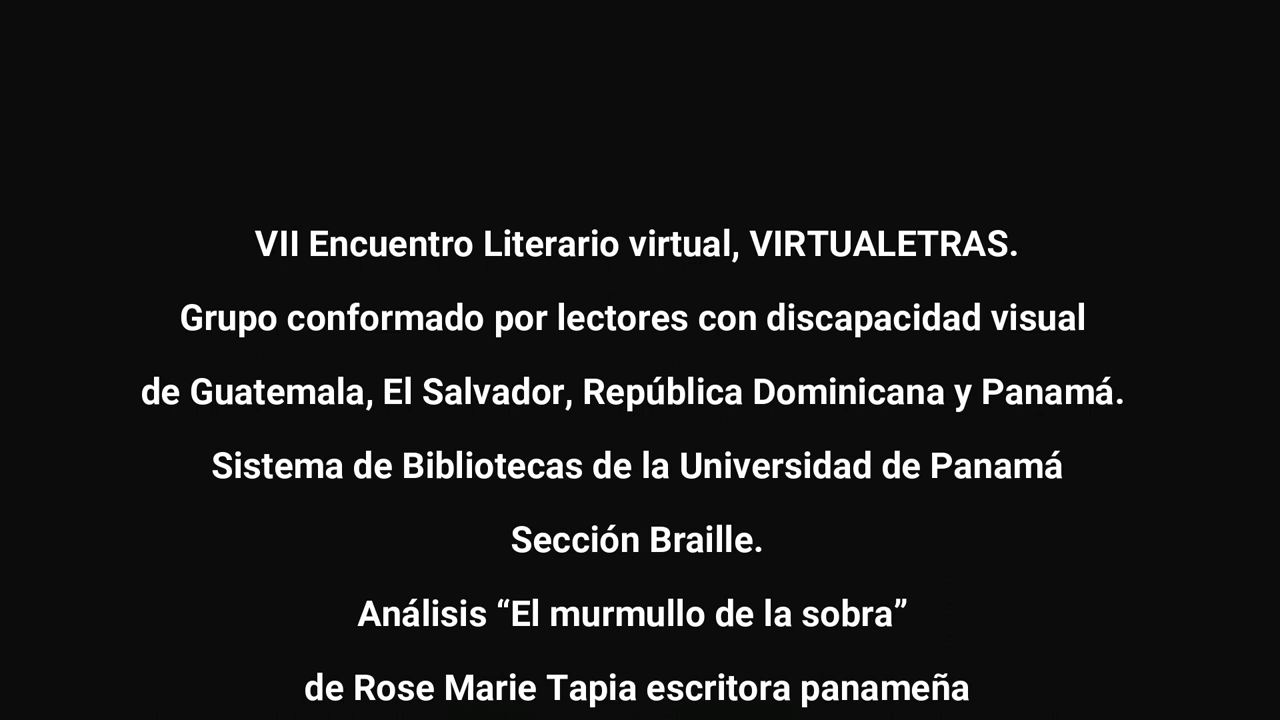 VII Encuentro Literario virtual, VIRTUALETRAS.
Grupo conformado por lectores con discapacidad visual
de Guatemala, El Salvador, República Dominicana y Panamá.
Sistema de Bibliotecas de la Universidad de Panamá
Sección Braille.
Análisis “El murmullo de la sobra”
de Rose Marie Tapia escritora panameña